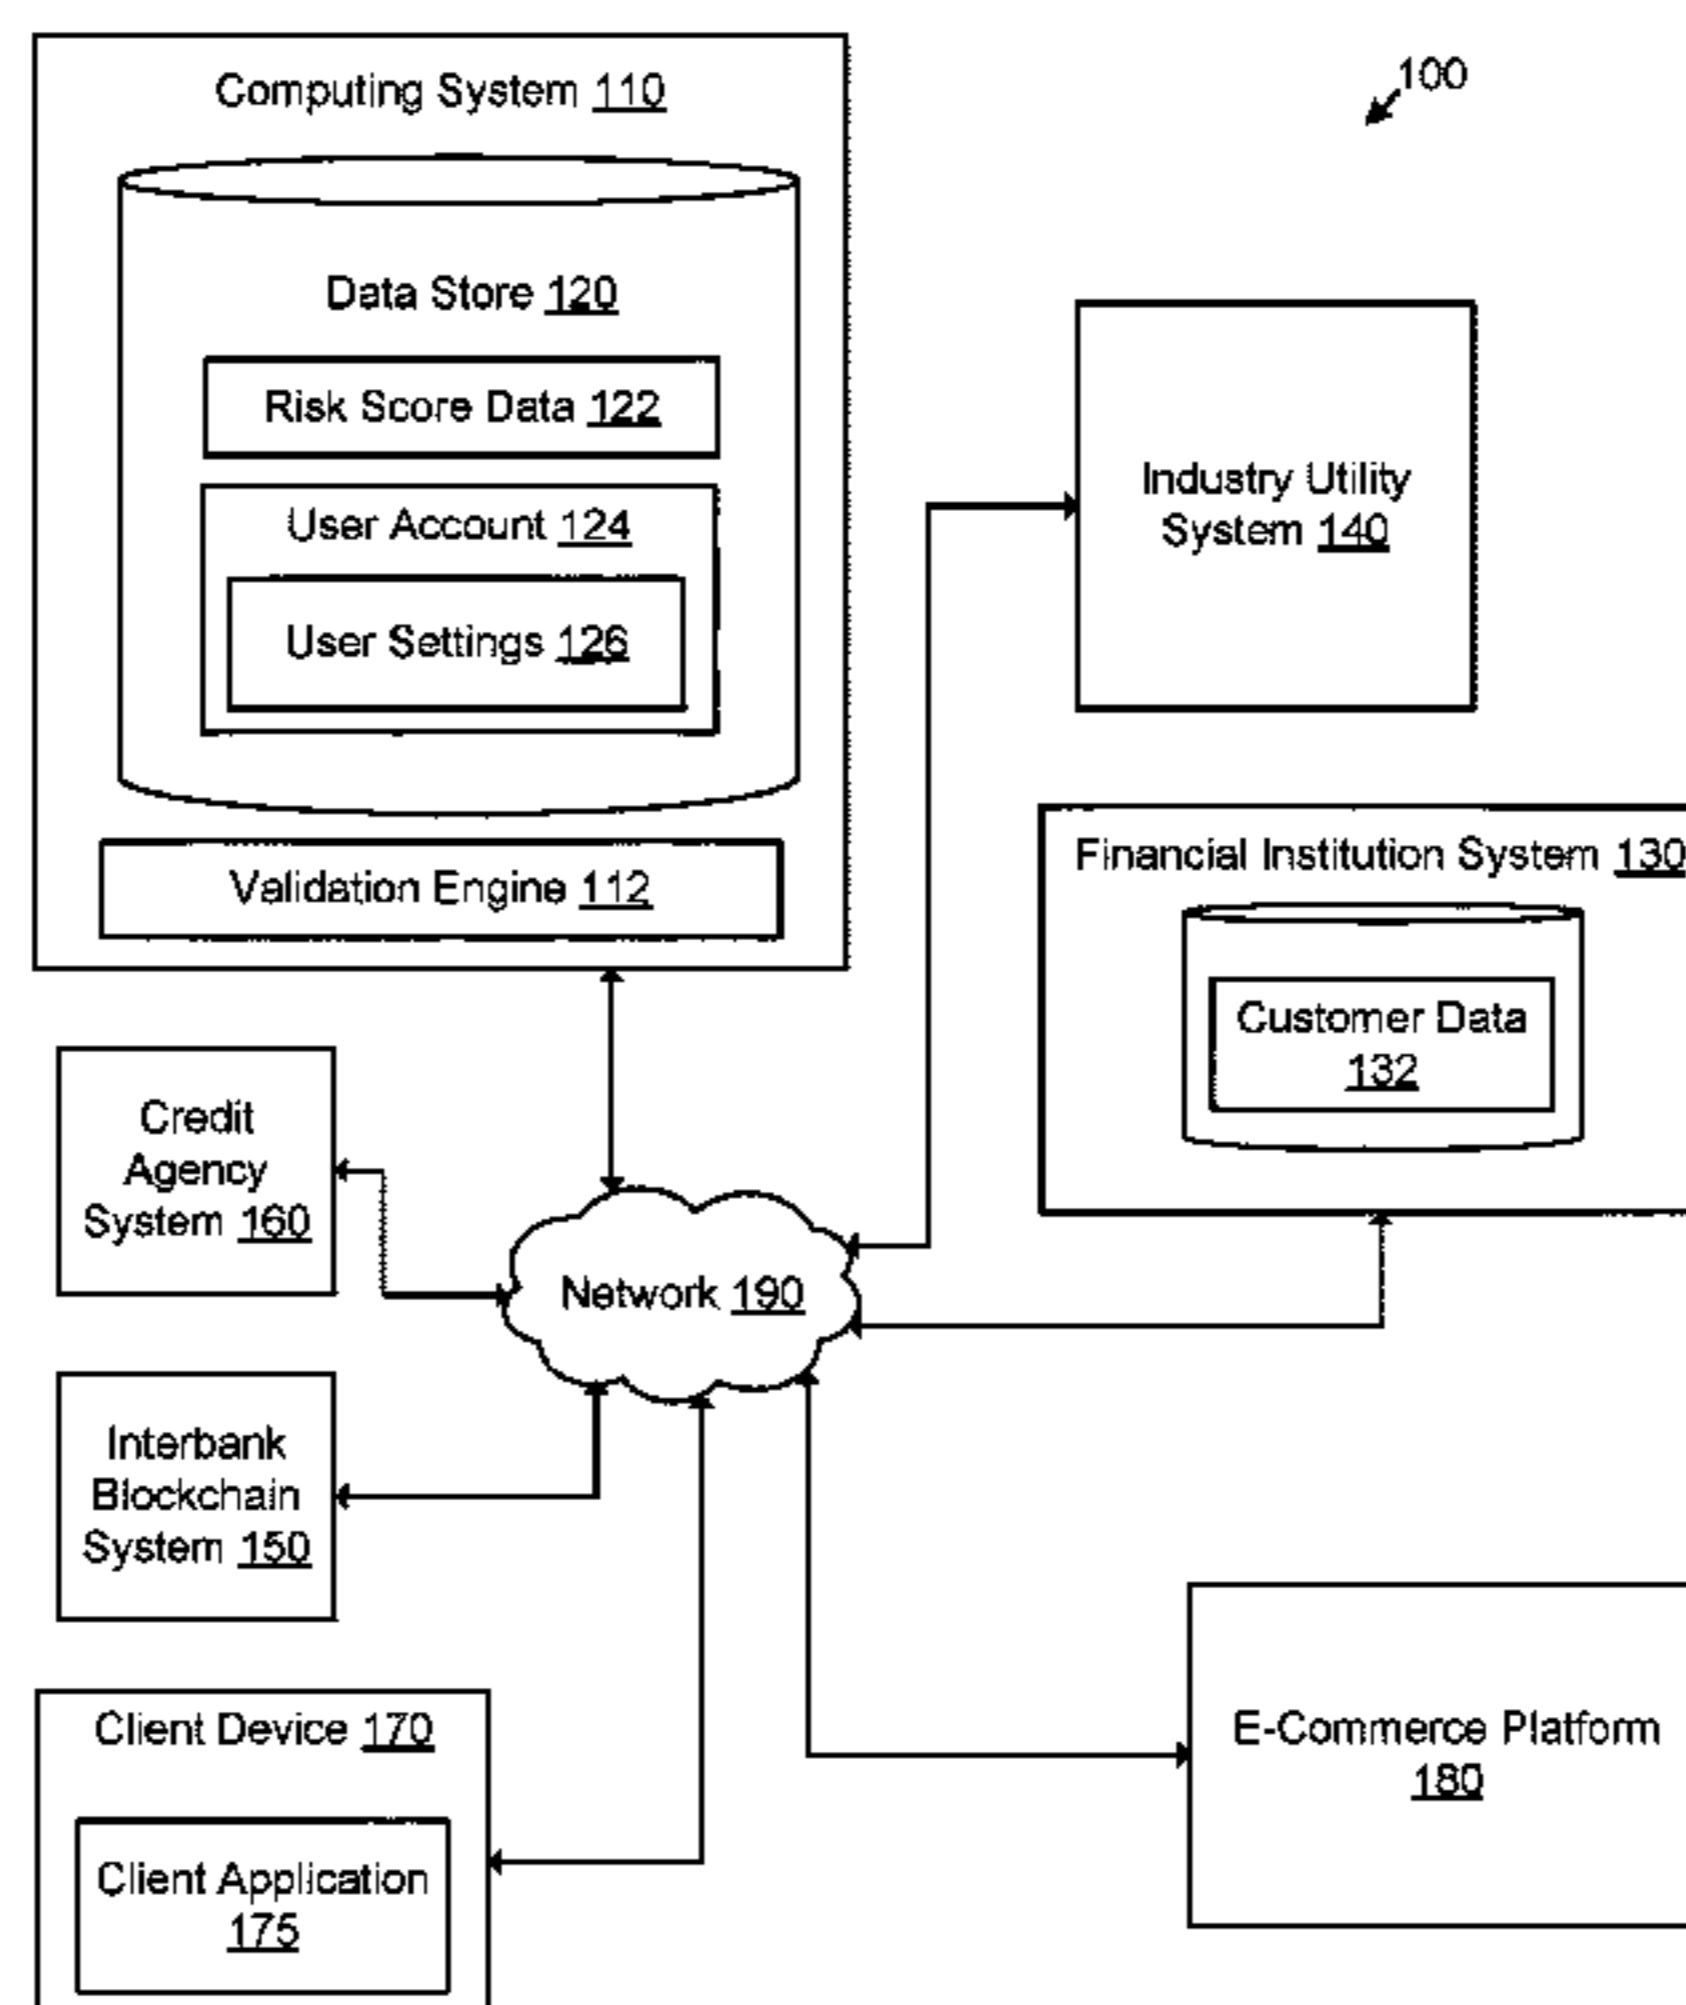 Computing System 110
100
Data Store 120
Risk Score Data 122
User Account 124
User Settings 126
Validation Engine 112
Industry Utility
System 140
Financial Institution System 130
Customer Data
132
Credit
Agency
System 160
Network 190
Interbank
Blockchain
System 150
Client Device 170
Client Application
175
E-Commerce Platform
180